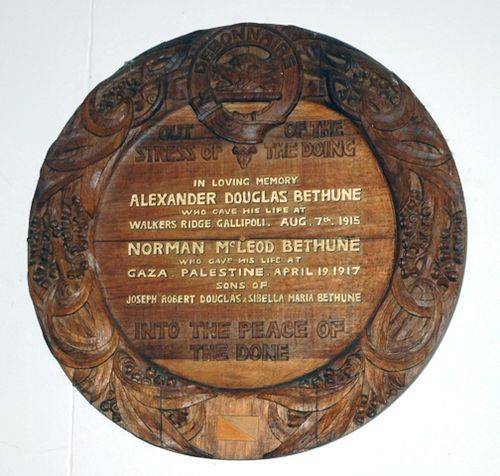 DEBONNAIRE
OUT OF THE
STRESS OF THE DOING
IN LOVING MEMORY
ALEXANDER DOUGLAS BETHUNE
WHO GAVE HIS LIFE AT
WALKERS RIDGE GALLIPOLI. AUG. 7TH. 1915
NORMAN McLEOD BETHUNE
WHO GAVE HIS LIFE AT
GAZA. PALESTINE. APRIL 19. 1917
SONS OF
JOSEPH ROBERT DOUGLAS & SIBELLA MARIA BETHUNE
INTO THE PEACE OF
THE DONE